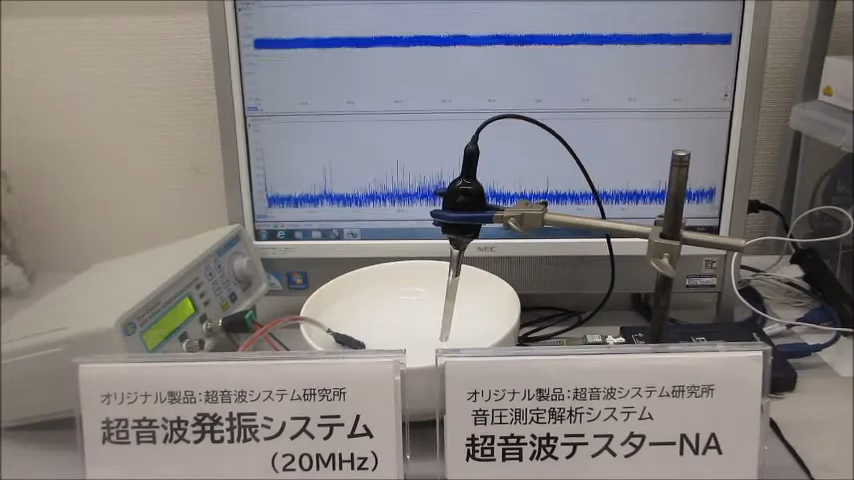 NEC
オリジナル製品：超音波システム研究所
超音波発振システム
(20MHz)
オリジナル製品：超音波システム研究所
音圧測定解析システム
超音波テスターNA